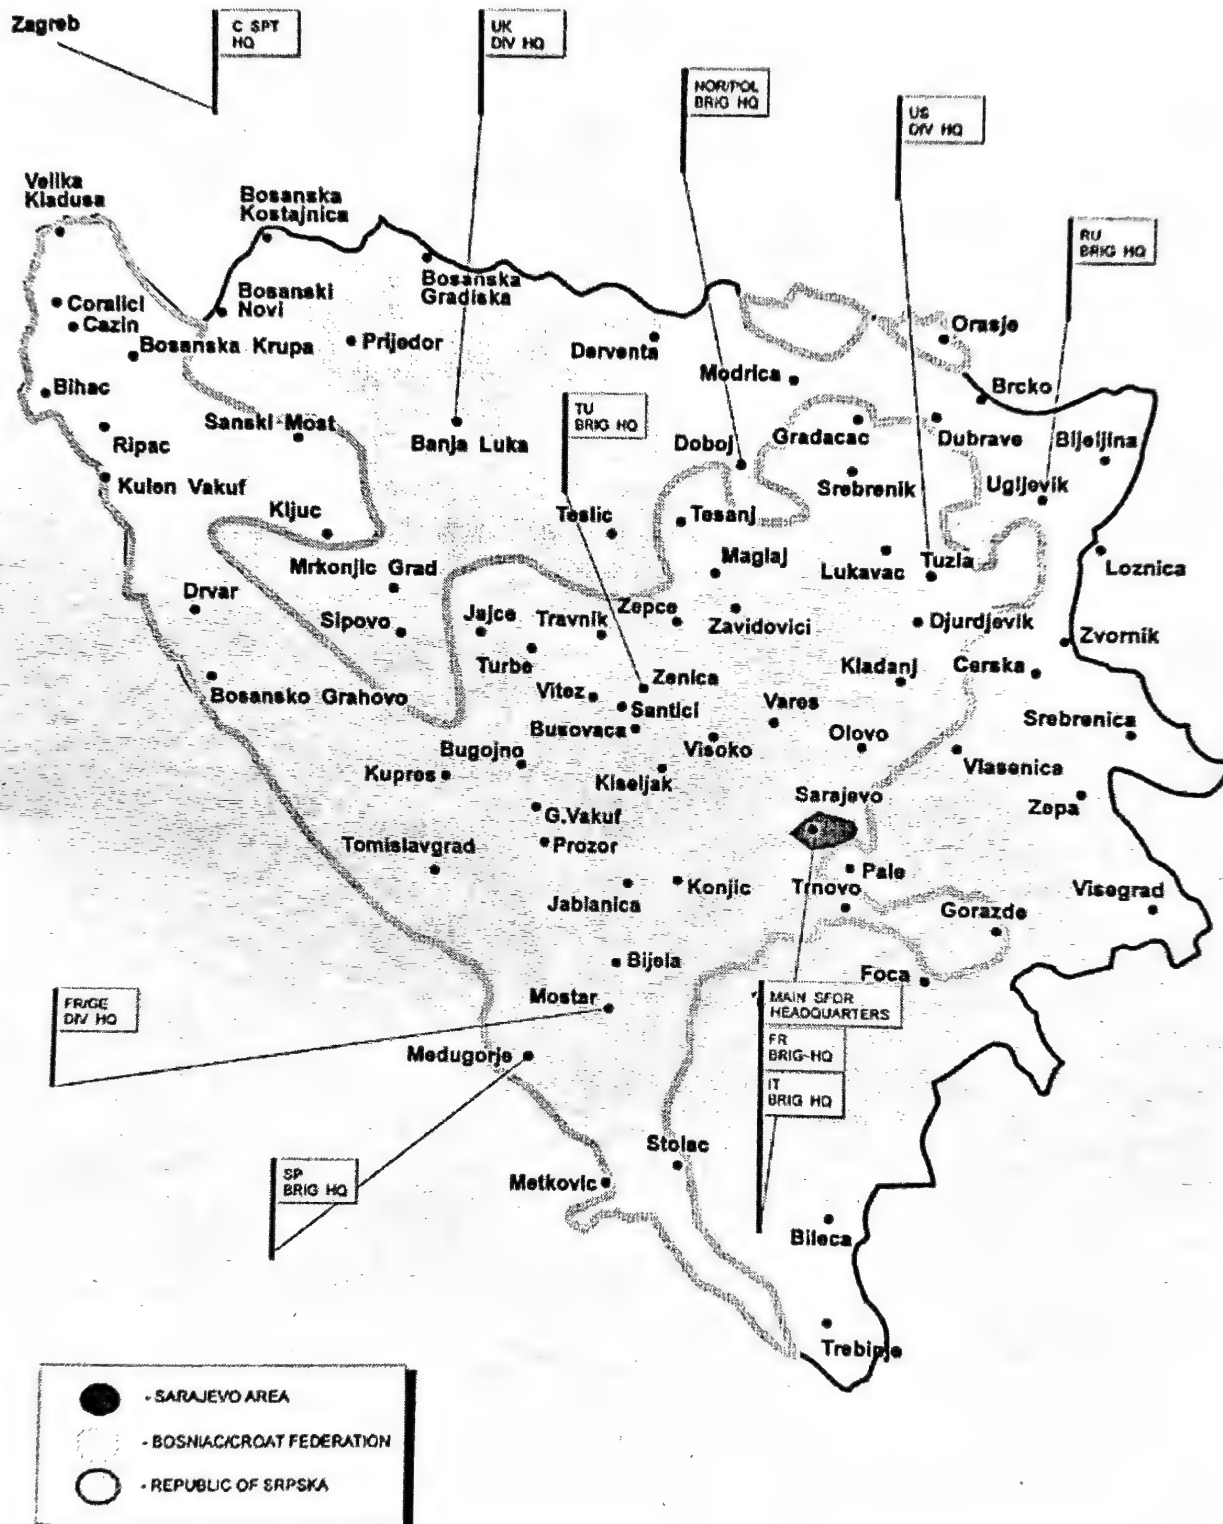 Zagreb
C SPT
HQ
UK
DIV HQ
NOR/POL
BRIG HQ
US
DIV HQ
RU
BRIG HQ
Velika
Kladusa
Bosanska
Kostajnica
Bosanska
Gradiska
Coralici
Cazin
Bosanski
Novi
Bosanska Krupa
Prijedor
Derventa
Orasje
Modrica
Brcko
Bihac
TU
BRIG HQ
Ripac
Sanski Most
Banja Luka
Doboj
Gradacac
Dubrave
Bijeljina
Kulen Vakuf
Srebrenik
Ugljevik
Kljuc
Teslic
Tesanj
Mrkonjic Grad
Maglaj
Lukavac
Tuzla
Loznica
Drvar
Sipovo
Jajce
Travnik
Zepce
Zavidovici
Djurdjevik
Zvornik
Turbe
Kladanj
Cerska
Bosansko Grahovo
Vitez
Zenica
Santici
Vares
Srebrenica
Busovaca
Visoko
Olovo
Bugojno
Kupres
Kiseljak
Vlasenica
Sarajevo
Zepa
G.Vakuf
Tomislavgrad
Prozor
Pale
Konjic
Trnovo
Visegrad
Jablanica
Gorazde
Bijela
Foca
FR/GE
DIV HQ
Mostar
MAIN SFOR
HEADQUARTERS
FR
BRIG-HQ
Medugorje
IT
BRIG HQ
Stolac
SP
BRIG HQ
Metkovic
Bileca
Trebinje
- SARAJEVO AREA
- BOSNIAC/CROAT FEDERATION
- REPUBLIC OF SRPSKA